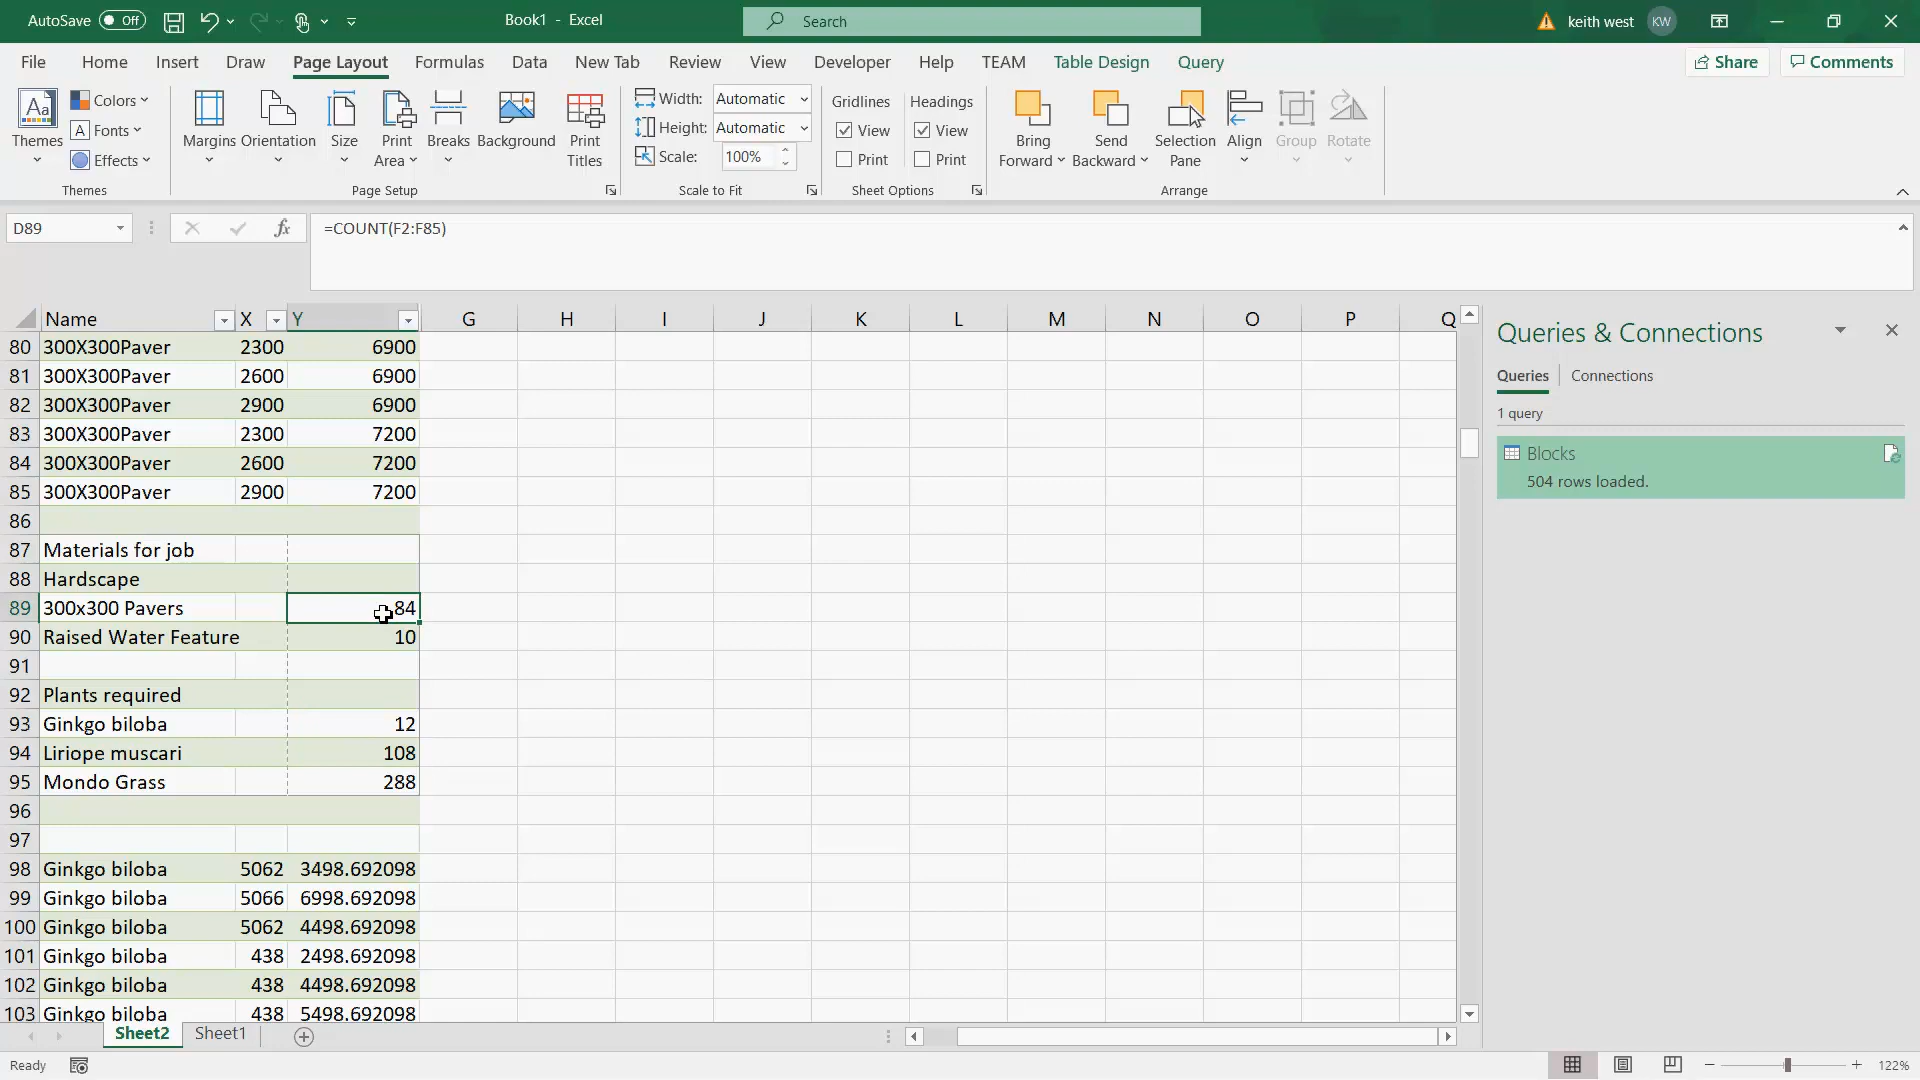 AutoSave Off Book1 - Excel Search keith west KW
File Home Insert Draw Page Layout Formulas Data New Tab Review View Developer Help TEAM Table Design Query Share Comments
Aa Colors Width: Automatic Gridlines Headings
A Fonts Height: Automatic View View
Themes Effects Margins Orientation Size Print Area Breaks Background Print Titles Scale: 100% Print Print Bring Forward Send Backward Selection Pane Align Group Rotate
Themes Page Setup Scale to Fit Sheet Options Arrange
D89 fx =COUNT(F2:F85)
Name X Y G H I J K L M N O P Q
80 300X300Paver 2300 6900
81 300X300Paver 2600 6900
82 300X300Paver 2900 6900
83 300X300Paver 2300 7200
84 300X300Paver 2600 7200
85 300X300Paver 2900 7200
86
87 Materials for job
88 Hardscape
89 300x300 Pavers 84
90 Raised Water Feature 10
91
92 Plants required
93 Ginkgo biloba 12
94 Liriope muscari 108
95 Mondo Grass 288
96
97
98 Ginkgo biloba 5062 3498.692098
99 Ginkgo biloba 5066 6998.692098
100 Ginkgo biloba 5062 4498.692098
101 Ginkgo biloba 438 2498.692098
102 Ginkgo biloba 438 4498.692098
103 Ginkgo biloba 438 5498.692098
Queries & Connections
Queries Connections
1 query
Blocks
504 rows loaded.
Sheet2 Sheet1
Ready 122%